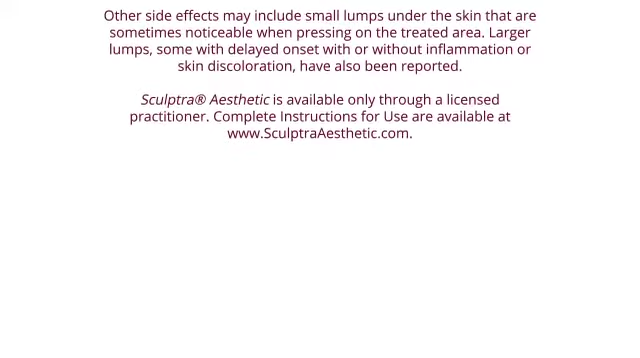 Other side effects may include small lumps under the skin that are
sometimes noticeable when pressing on the treated area. Larger
lumps, some with delayed onset with or without inflammation or
skin discoloration, have also been reported.
Sculptra® Aesthetic is available only through a licensed
practitioner. Complete Instructions for Use are available at
www.SculptraAesthetic.com.